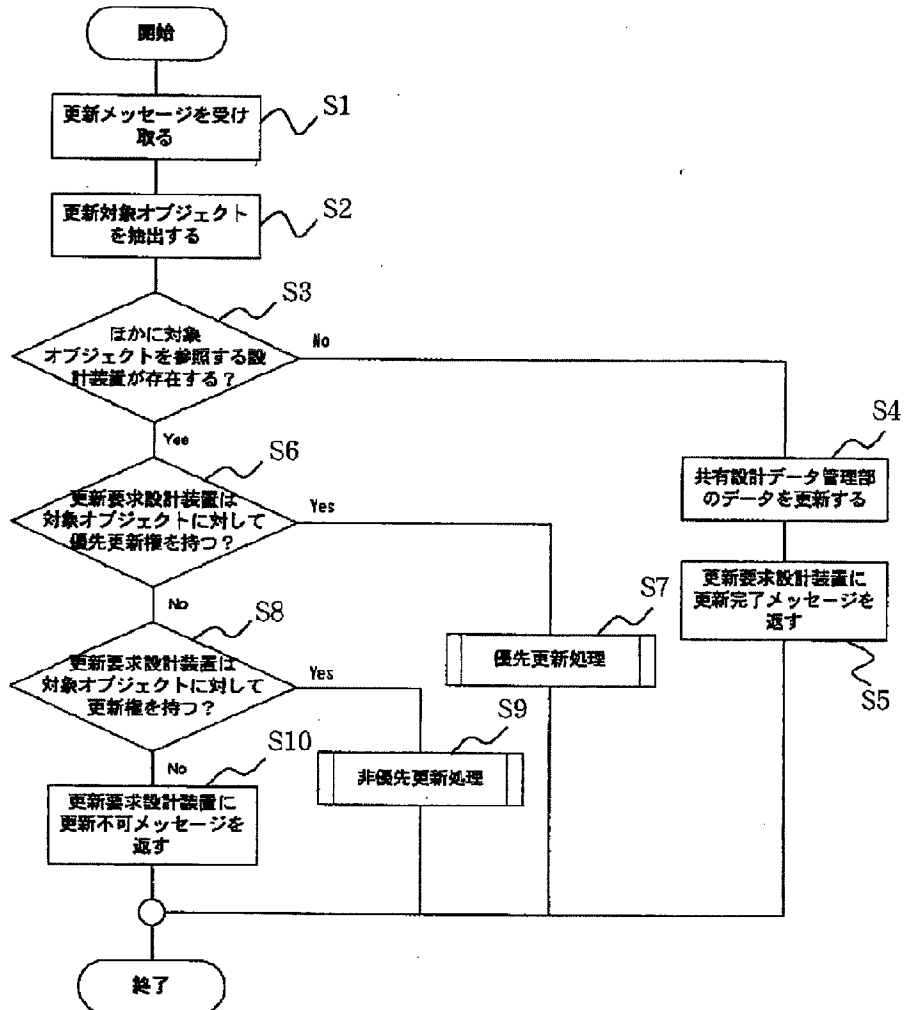 開始
更新メッセージを受け
取る
S1
更新対象オブジェクト
を抽出する
S2
S3
ほかに対象
オブジェクトを参照する設
計装置が存在する？
No
Yes
S4
共有設計データ管理部
のデータを更新する
S6
更新要求設計装置は
対象オブジェクトに対して
優先更新権を持つ？
Yes
No
更新要求設計装置に
更新完了メッセージを
返す
S5
S7
優先更新処理
S8
更新要求設計装置は
対象オブジェクトに対して
更新権を持つ？
Yes
No
S9
非優先更新処理
S10
更新要求設計装置に
更新不可メッセージを
返す
終了